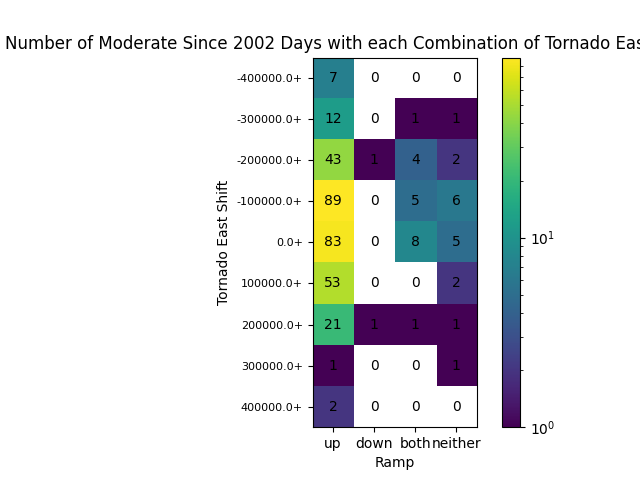 Number of Moderate Since 2002 Days with each Combination of Tornado Eas
-400000.0+ 7 0 0 0
-300000.0+ 12 0 1 1
-200000.0+ 43 1 4 2
-100000.0+ 89 0 5 6
0.0+ 83 0 8 5
100000.0+ 53 0 0 2
200000.0+ 21 1 1 1
300000.0+ 1 0 0 1
400000.0+ 2 0 0 0
up down both neither
Ramp
Tornado East Shift
10¹
10⁰